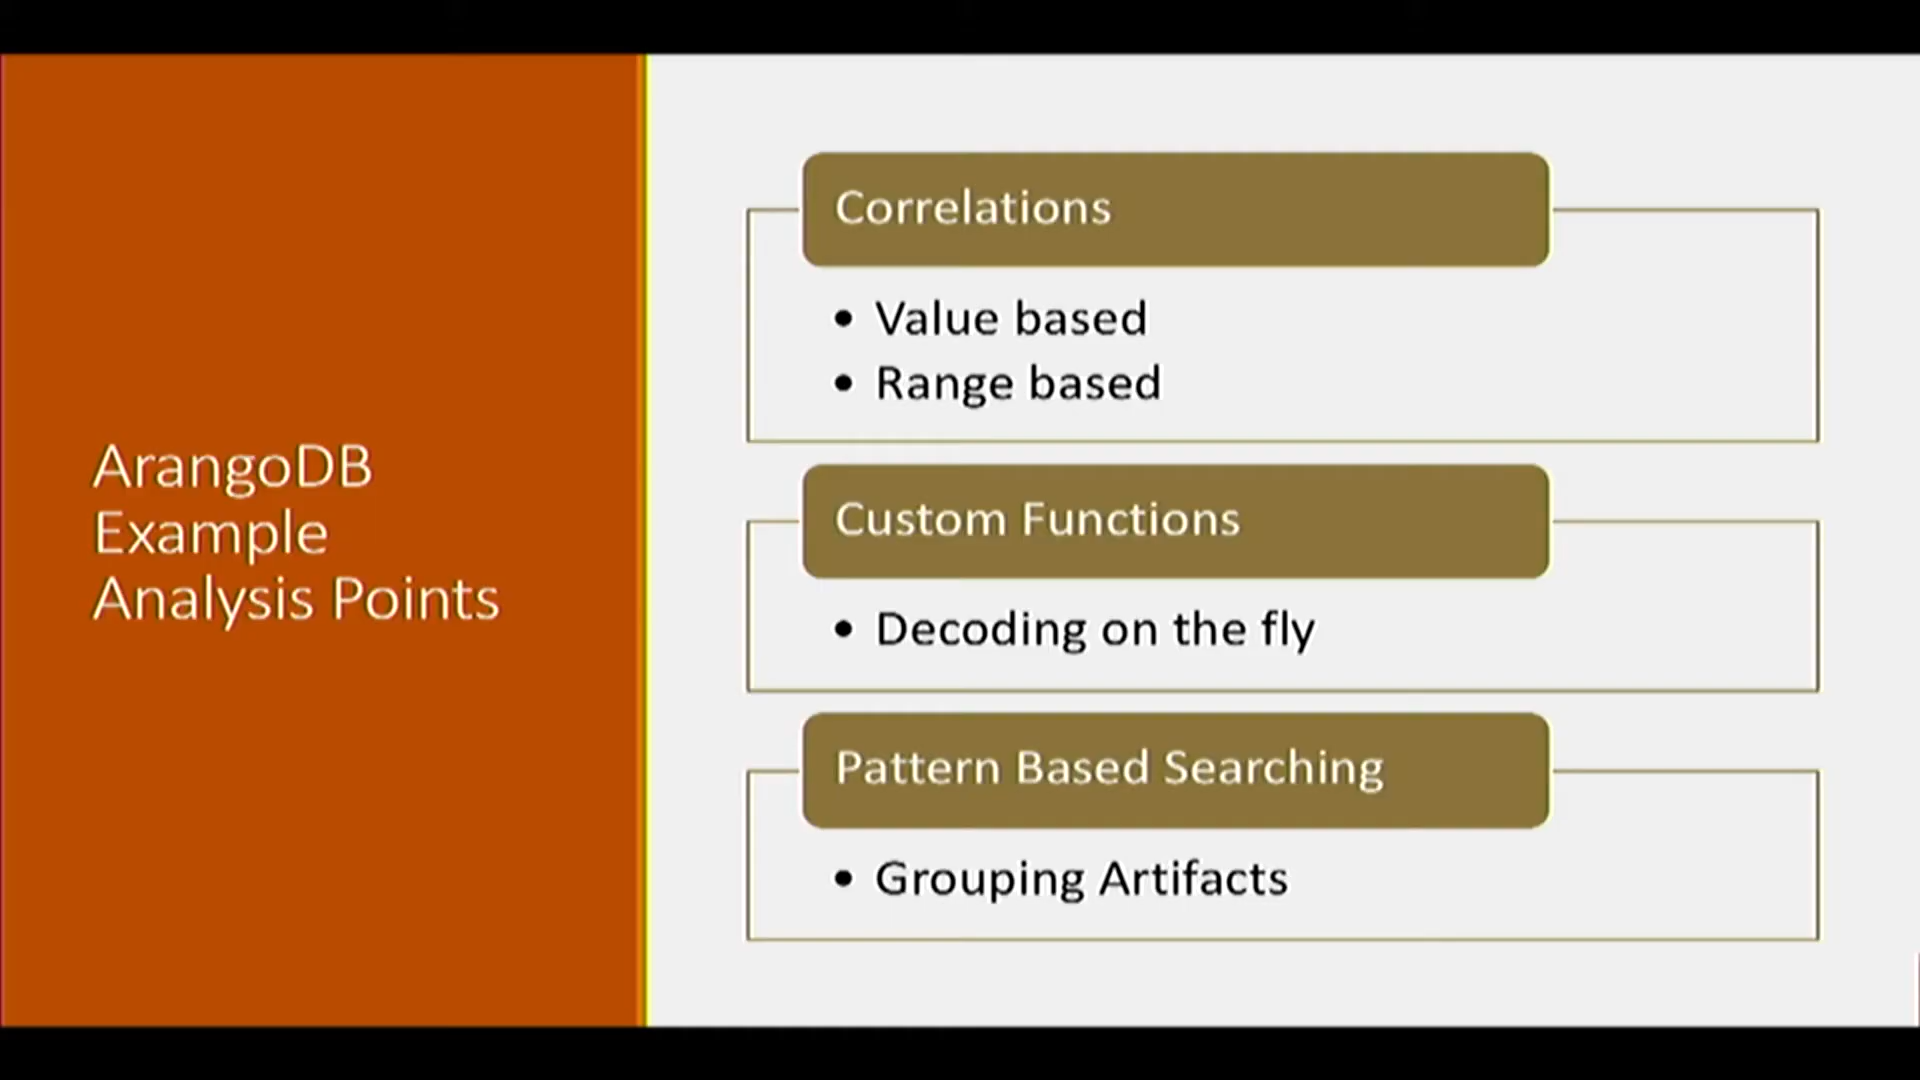 ArangoDB
Example
Analysis Points
Correlations
• Value based
• Range based
Custom Functions
• Decoding on the fly
Pattern Based Searching
• Grouping Artifacts